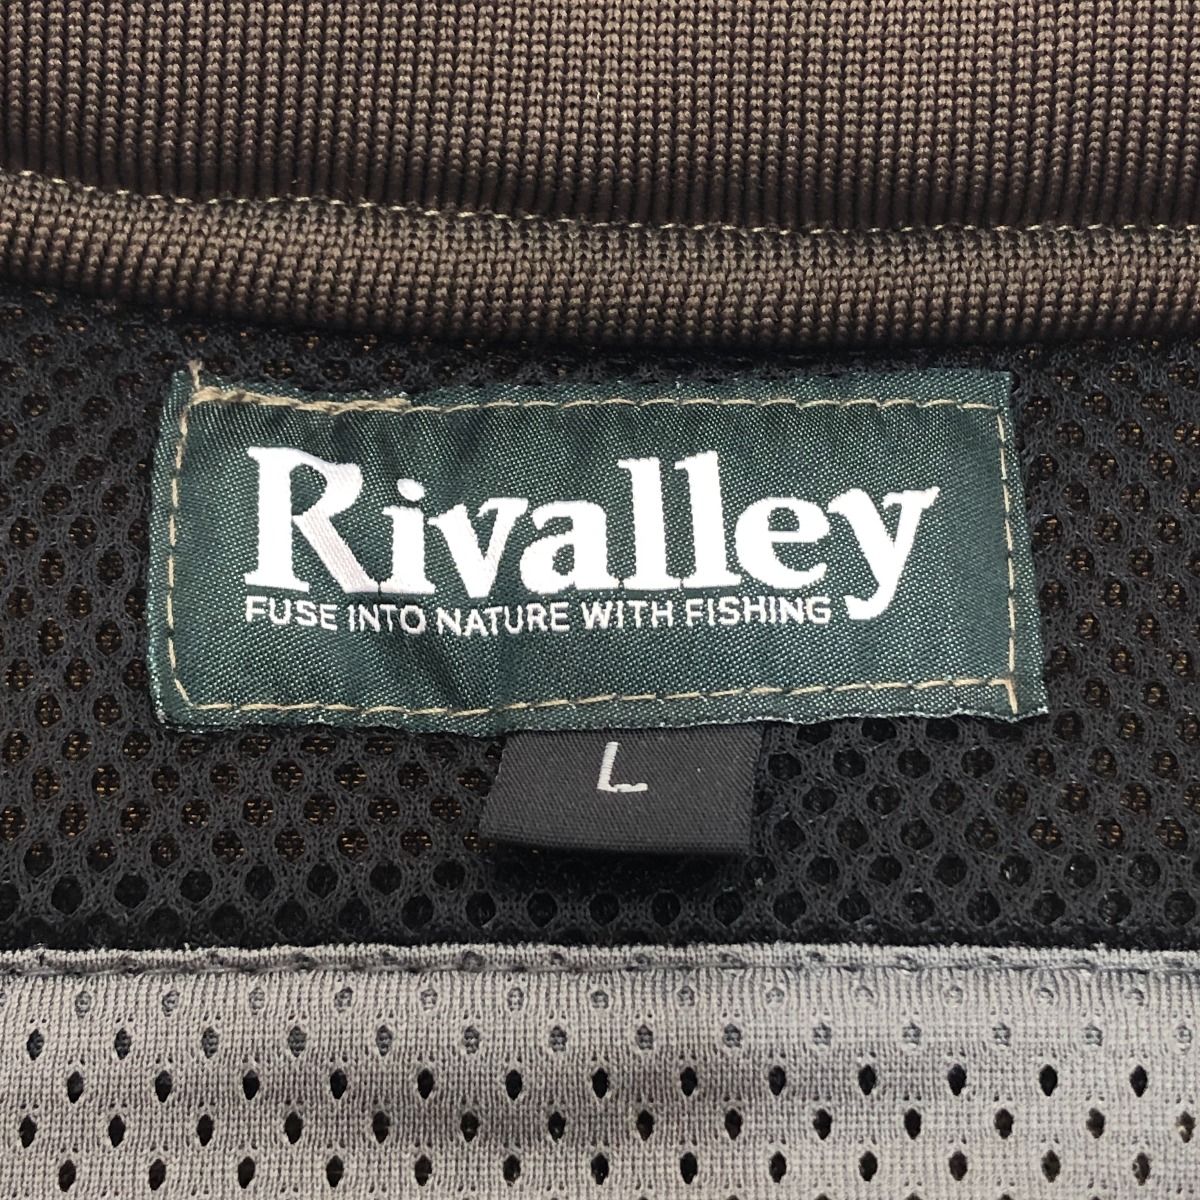 Rivalley
FUSE INTO NATURE WITH FISHING
L